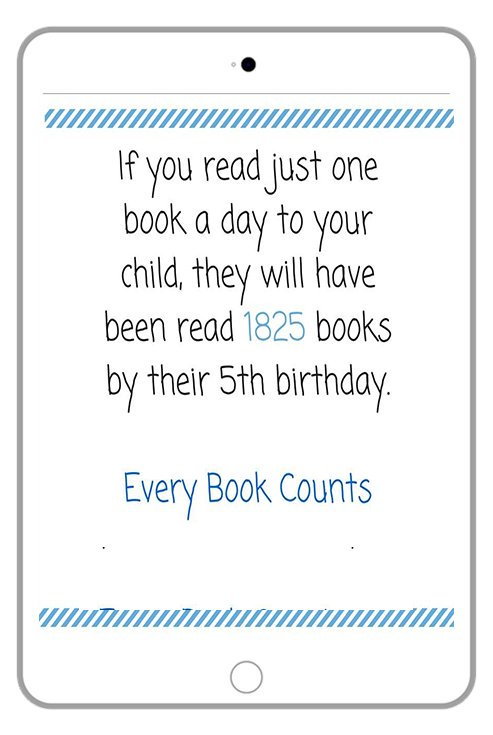 If you read just one
book a day to your
child, they will have
been read 1825 books
by their 5th birthday.
Every Book Counts